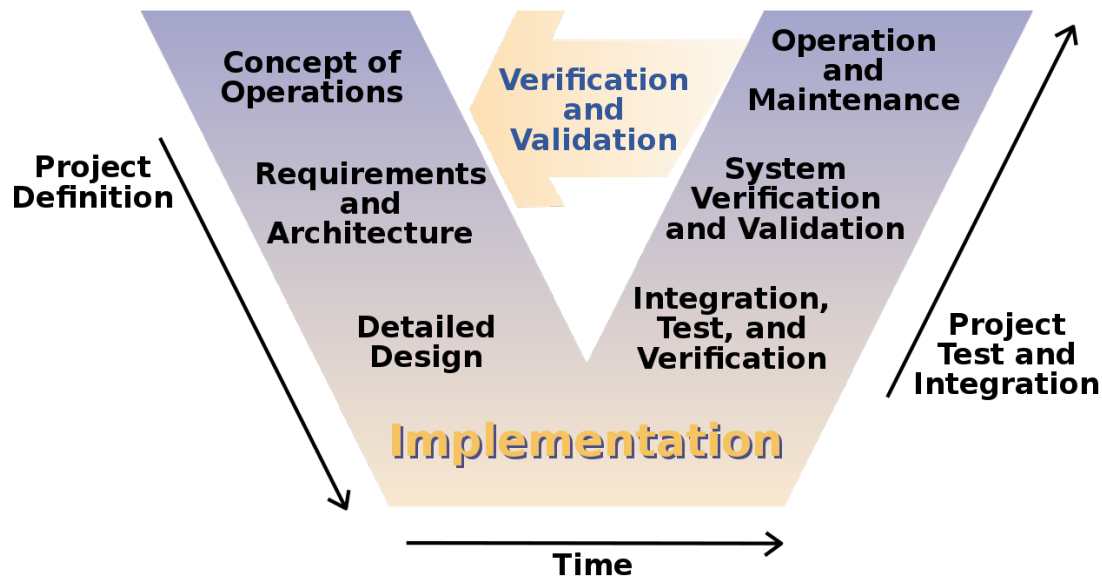 Concept of
Operations
Verification
and
Validation
Operation
and
Maintenance
Project
Definition
Requirements
and
Architecture
System
Verification
and Validation
Detailed
Design
Integration,
Test, and
Verification
Project
Test and
Integration
Implementation
Time